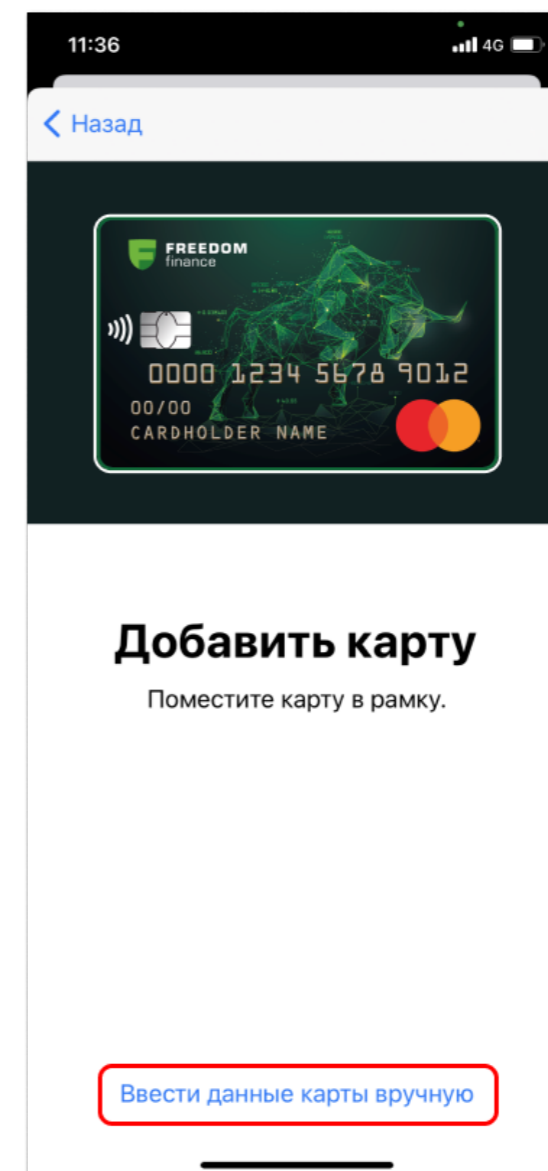 11:36
4G
Назад
FREEDOM
finance
0000 1234 5678 9012
00/00
CARDHOLDER NAME
Добавить карту
Поместите карту в рамку.
Ввести данные карты вручную